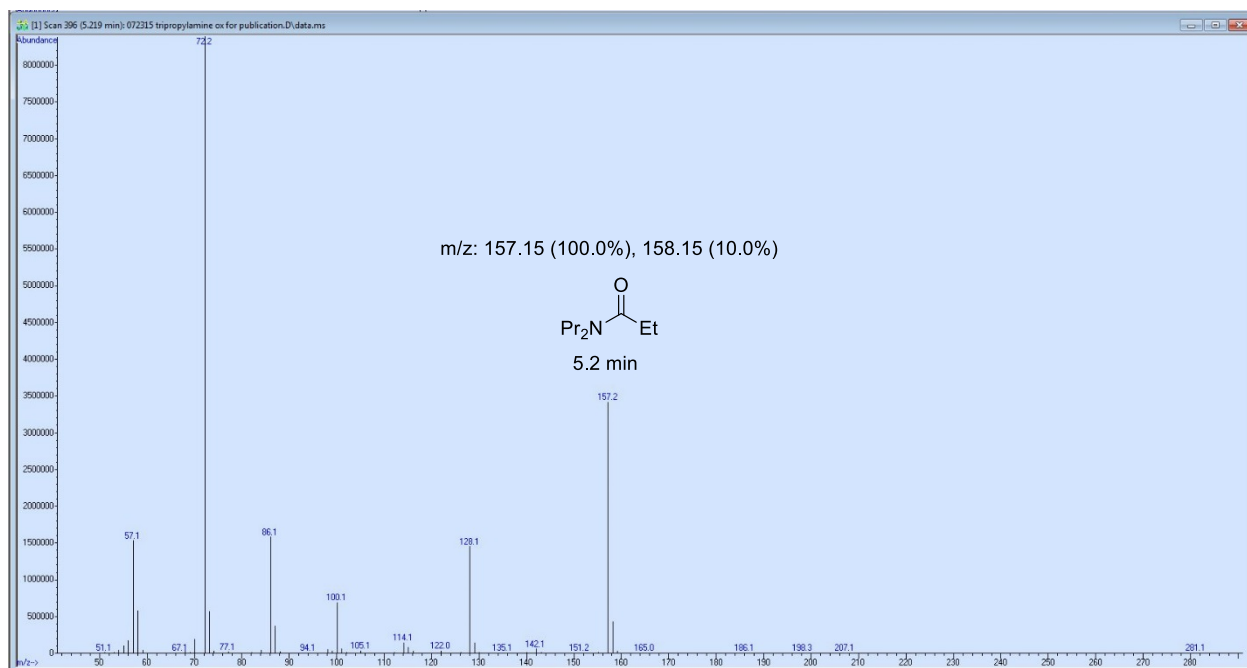 [1] Scan 396 (5.219 min): 072315 tripropylamine ox for publication.D\data.ms
Abundance
72.2
8000000
7500000
7000000
6500000
6000000
5500000
m/z: 157.15 (100.0%), 158.15 (10.0%)
5000000
O
4500000
Pr₂N Et
4000000
5.2 min
3500000
157.2
3000000
2500000
2000000
57.1 86.1
1500000
128.1
1000000
100.1
500000
114.1
51.1 67.1 77.1 94.1 105.1 122.0 135.1 142.1 151.2 165.0 186.1 198.3 207.1 281.1
0
50 60 70 80 90 100 110 120 130 140 150 160 170 180 190 200 210 220 230 240 250 260 270 280
m/z-->